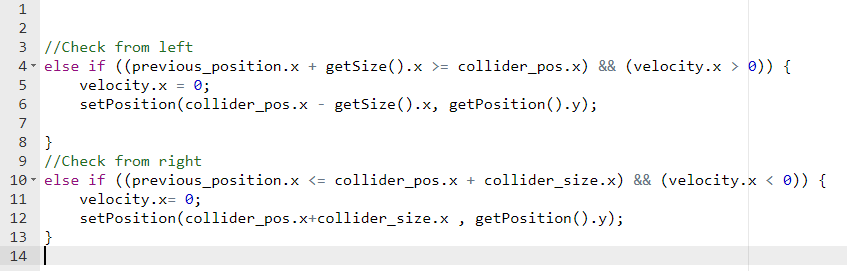 1
2
3 //Check from left
4 else if ((previous_position.x + getSize().x >= collider_pos.x) && (velocity.x > 0)) {
5     velocity.x = 0;
6     setPosition(collider_pos.x - getSize().x, getPosition().y);
7
8 }
9 //Check from right
10 else if ((previous_position.x <= collider_pos.x + collider_size.x) && (velocity.x < 0)) {
11     velocity.x= 0;
12     setPosition(collider_pos.x+collider_size.x , getPosition().y);
13 }
14